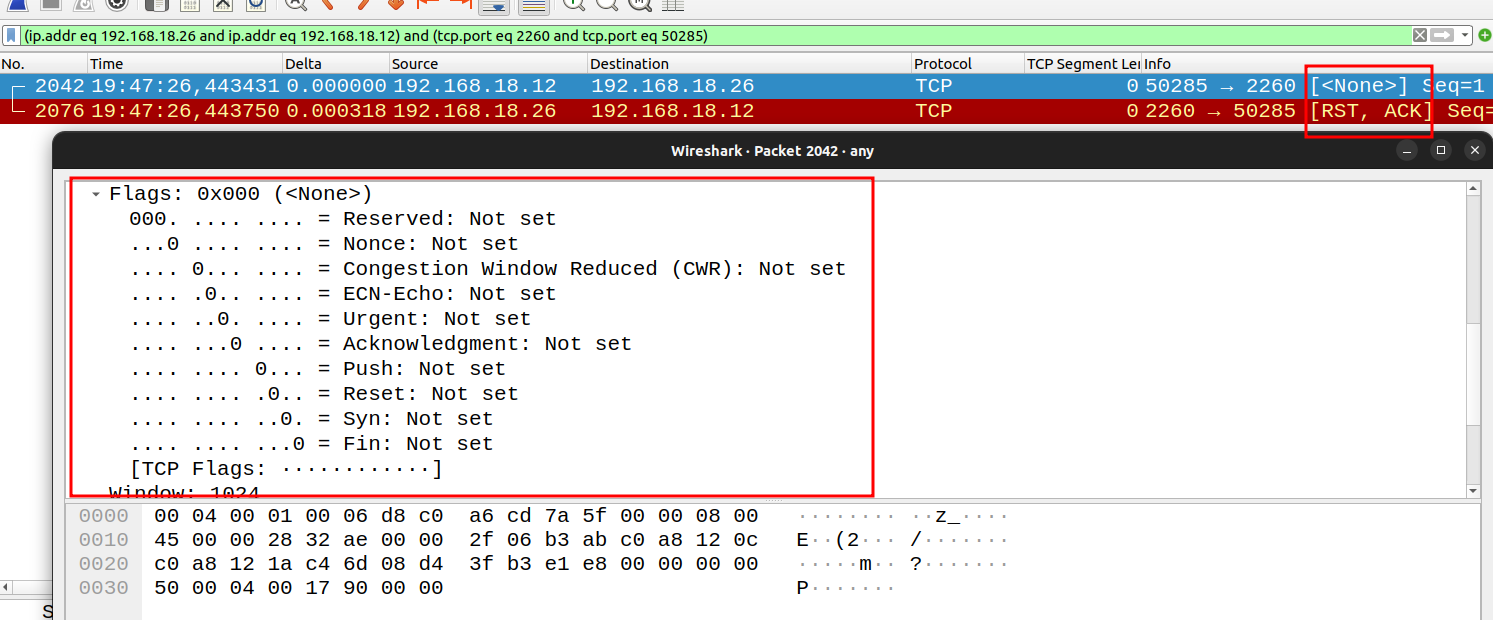 (ip.addr eq 192.168.18.26 and ip.addr eq 192.168.18.12) and (tcp.port eq 2260 and tcp.port eq 50285)
No. Time Delta Source Destination Protocol TCP Segment Len Info
2042 19:47:26,443431 0.000000 192.168.18.12 192.168.18.26 TCP 0 50285 → 2260 [<None>] Seq=1
2076 19:47:26,443750 0.000318 192.168.18.26 192.168.18.12 TCP 0 2260 → 50285 [RST, ACK] Seq=
Wireshark · Packet 2042 · any
Flags: 0x000 (<None>)
000. .... .... = Reserved: Not set
...0 .... .... = Nonce: Not set
.... 0... .... = Congestion Window Reduced (CWR): Not set
.... .0.. .... = ECN-Echo: Not set
.... ..0. .... = Urgent: Not set
.... ...0 .... = Acknowledgment: Not set
.... .... 0... = Push: Not set
.... .... .0.. = Reset: Not set
.... .... ..0. = Syn: Not set
.... .... ...0 = Fin: Not set
[TCP Flags: ············]
Window: 1024
0000 00 04 00 01 00 06 d8 c0 a6 cd 7a 5f 00 00 08 00 ········ ··z_····
0010 45 00 00 28 32 ae 00 00 2f 06 b3 ab c0 a8 12 0c E··(2··· /·······
0020 c0 a8 12 1a c4 6d 08 d4 3f b3 e1 e8 00 00 00 00 ·····m·· ?·······
0030 50 00 04 00 17 90 00 00 P·······
S